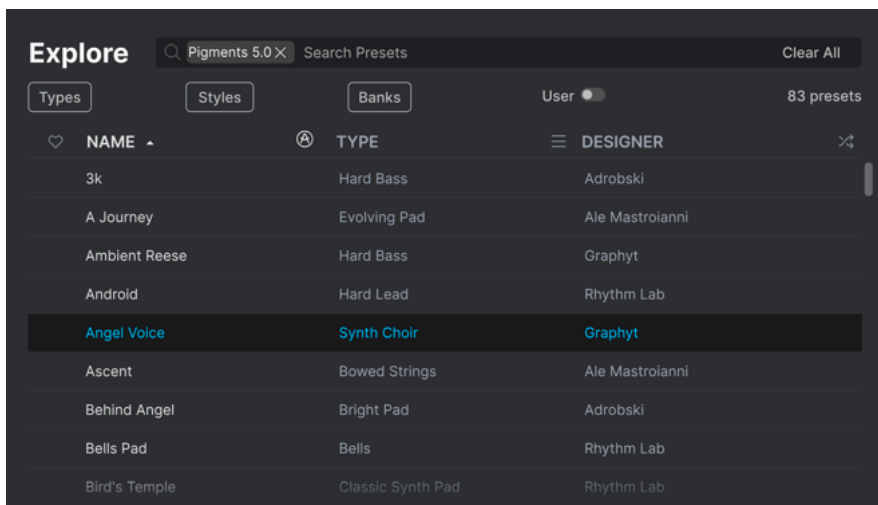 Explore Pigments 5.0 × Search Presets Clear All
Types Styles Banks User 83 presets
NAME TYPE DESIGNER
3k Hard Bass Adrobski
A Journey Evolving Pad Ale Mastroianni
Ambient Reese Hard Bass Graphyt
Android Hard Lead Rhythm Lab
Angel Voice Synth Choir Graphyt
Ascent Bowed Strings Ale Mastroianni
Behind Angel Bright Pad Adrobski
Bells Pad Bells Rhythm Lab
Bird's Temple Classic Synth Pad Rhythm Lab